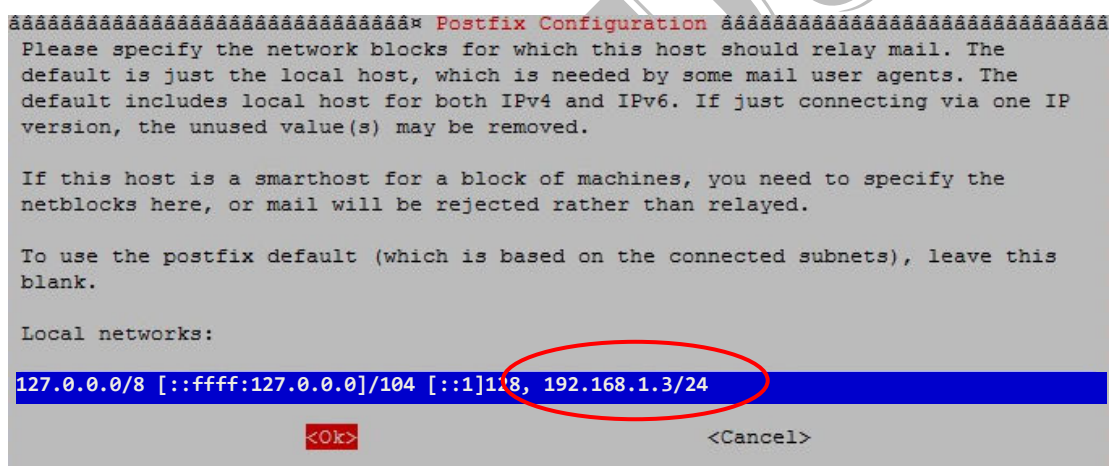 âââââââââââââââââââââââââââââââ¤ Postfix Configuration ââââââââââââââââââââââââââââââ
Please specify the network blocks for which this host should relay mail. The
default is just the local host, which is needed by some mail user agents. The
default includes local host for both IPv4 and IPv6. If just connecting via one IP
version, the unused value(s) may be removed.
If this host is a smarthost for a block of machines, you need to specify the
netblocks here, or mail will be rejected rather than relayed.
To use the postfix default (which is based on the connected subnets), leave this
blank.
Local networks:
127.0.0.0/8 [::ffff:127.0.0.0]/104 [::1]128, 192.168.1.3/24
<Ok> <Cancel>